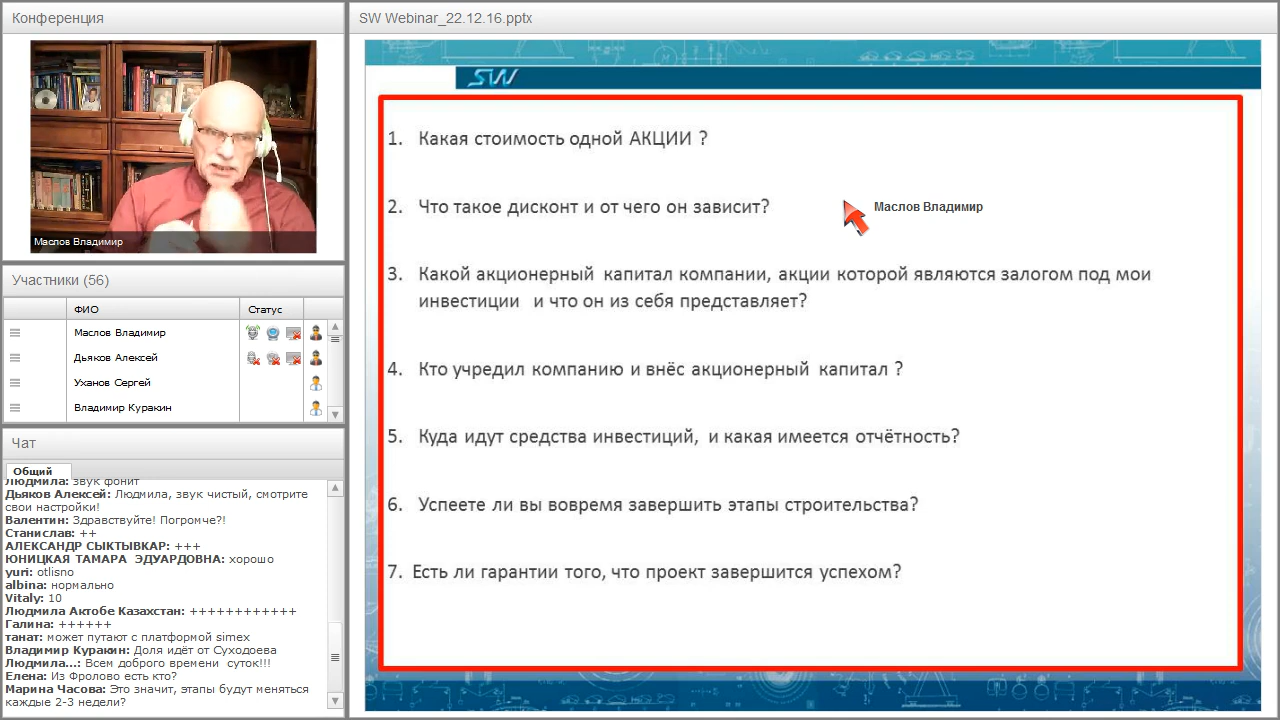 Конференция
Маслов Владимир
Участники (56)
ФИО
Статус
Маслов Владимир
Дьяков Алексей
Ухалов Сергей
Владимир Куракин
Чат
Общий
Людмила: звук фонит
Дьяков Алексей: Людмила, звук чистый, смотрите
свои настройки
Валентин: Здравствуйте! Погромче?!
Станислав: ++
АЛЕКСАНДР СЫКТЫВКАР: +++
ЮНИЦКАЯ ТАМАРА ЭДУАРДОВНА: хорошо
yuri: otlisno
albina: нормально
Vitaly: 10
Людмила Актобе Казахстан: ++++++++++++
Галина: ++++++
танат: может пукает с платформой simex
Владимир Куракин: Доля идёт от Суходоева
Людмила...: Всем доброго времени суток!!!
Елена: Из Фрязево есть кто?
Марина Часовая: Это значит, этапы будут меняться
каждые 2-3 недели?
SW Webinar_22.12.16.pptx
SW
1. Какая стоимость одной АКЦИИ ?
2. Что такое дисконт и от чего он зависит?
Маслов Владимир
3. Какой акционерный капитал компании, акции которой являются залогом под мои
инвестиции и что он из себя представляет?
4. Кто учредил компанию и внёс акционерный капитал ?
5. Куда идут средства инвестиций, и какая имеется отчётность?
6. Успеете ли вы вовремя завершить этапы строительства?
7. Есть ли гарантии того, что проект завершится успехом?